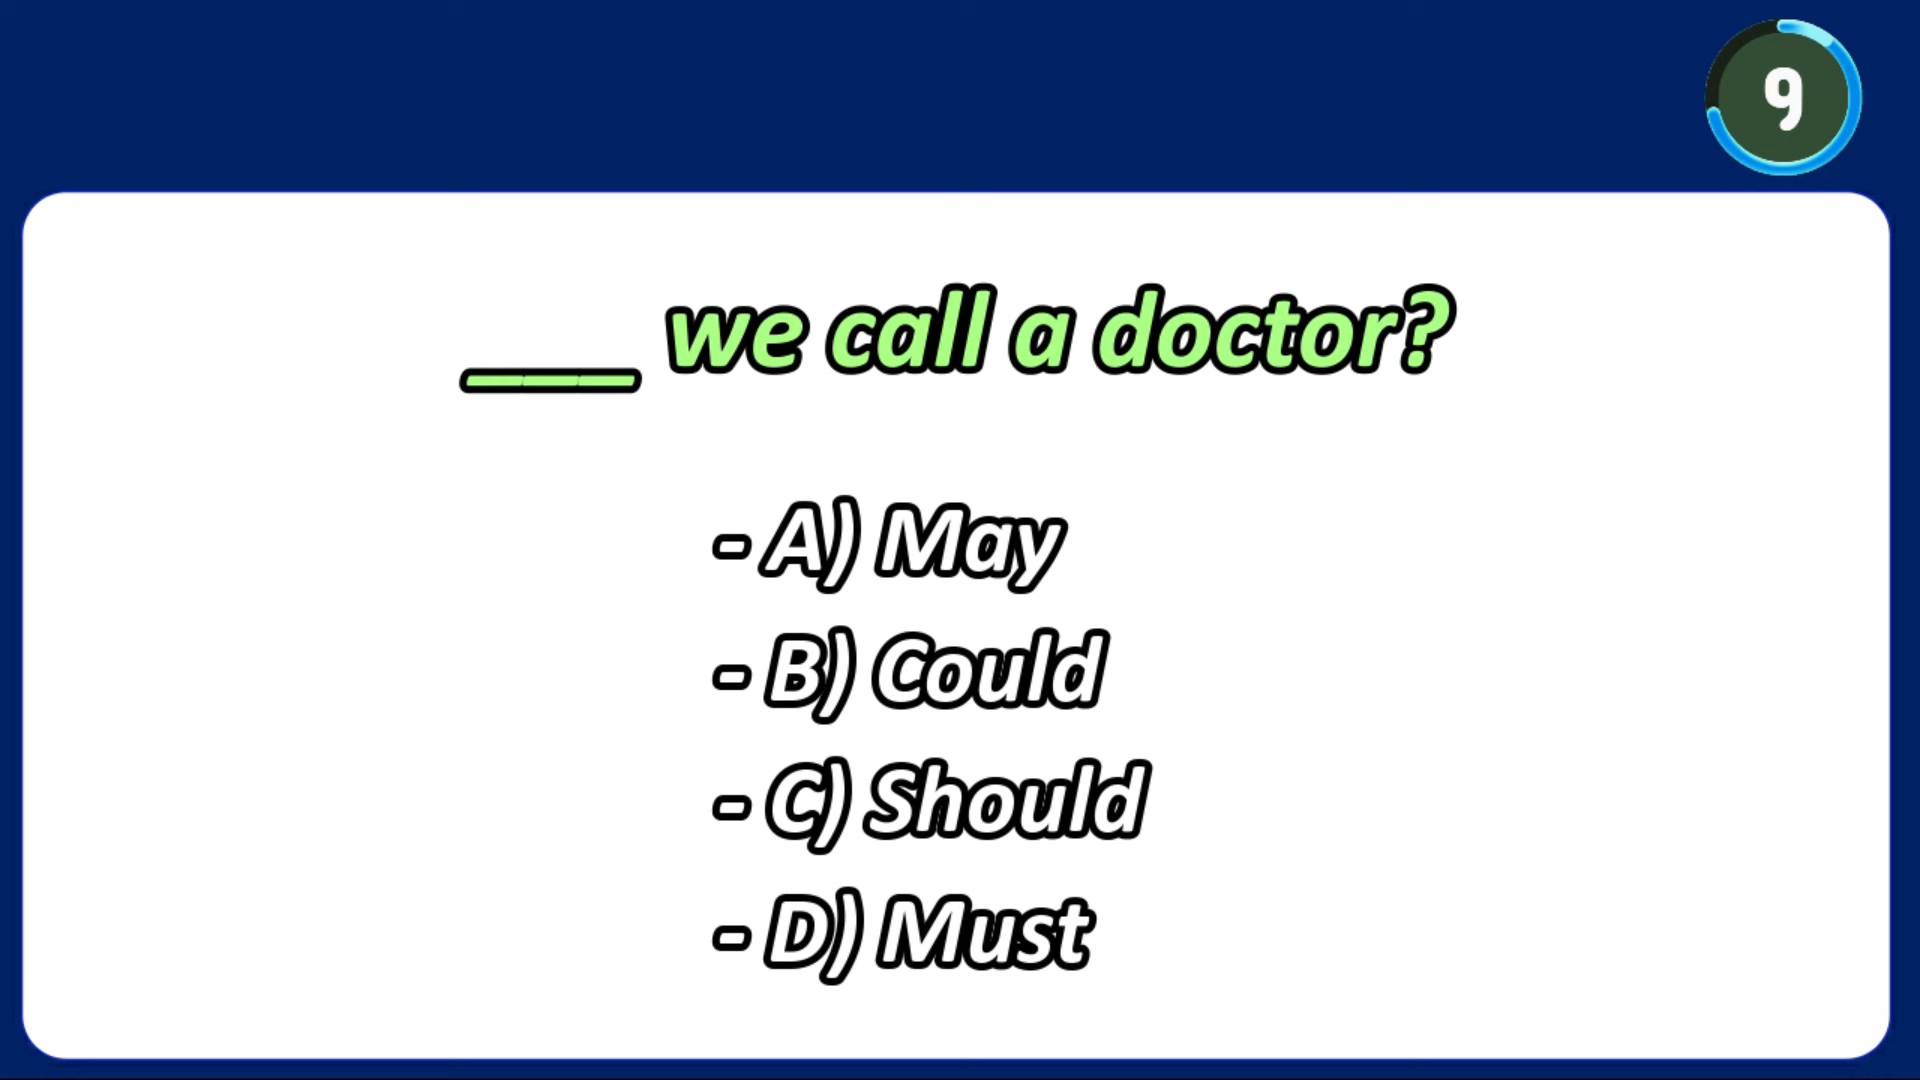 9
___ we call a doctor?
- A) May
- B) Could
- C) Should
- D) Must